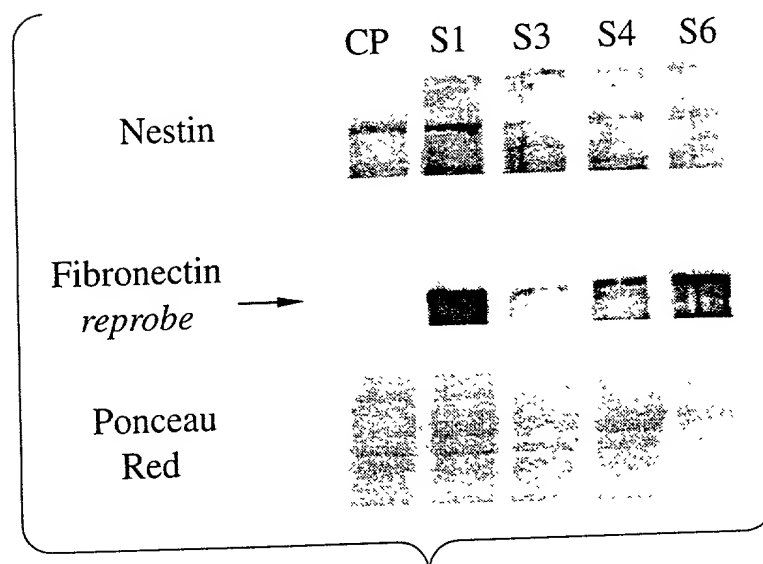 CP S1 S3 S4 S6
Nestin
Fibronectin
reprobe
Ponceau
Red